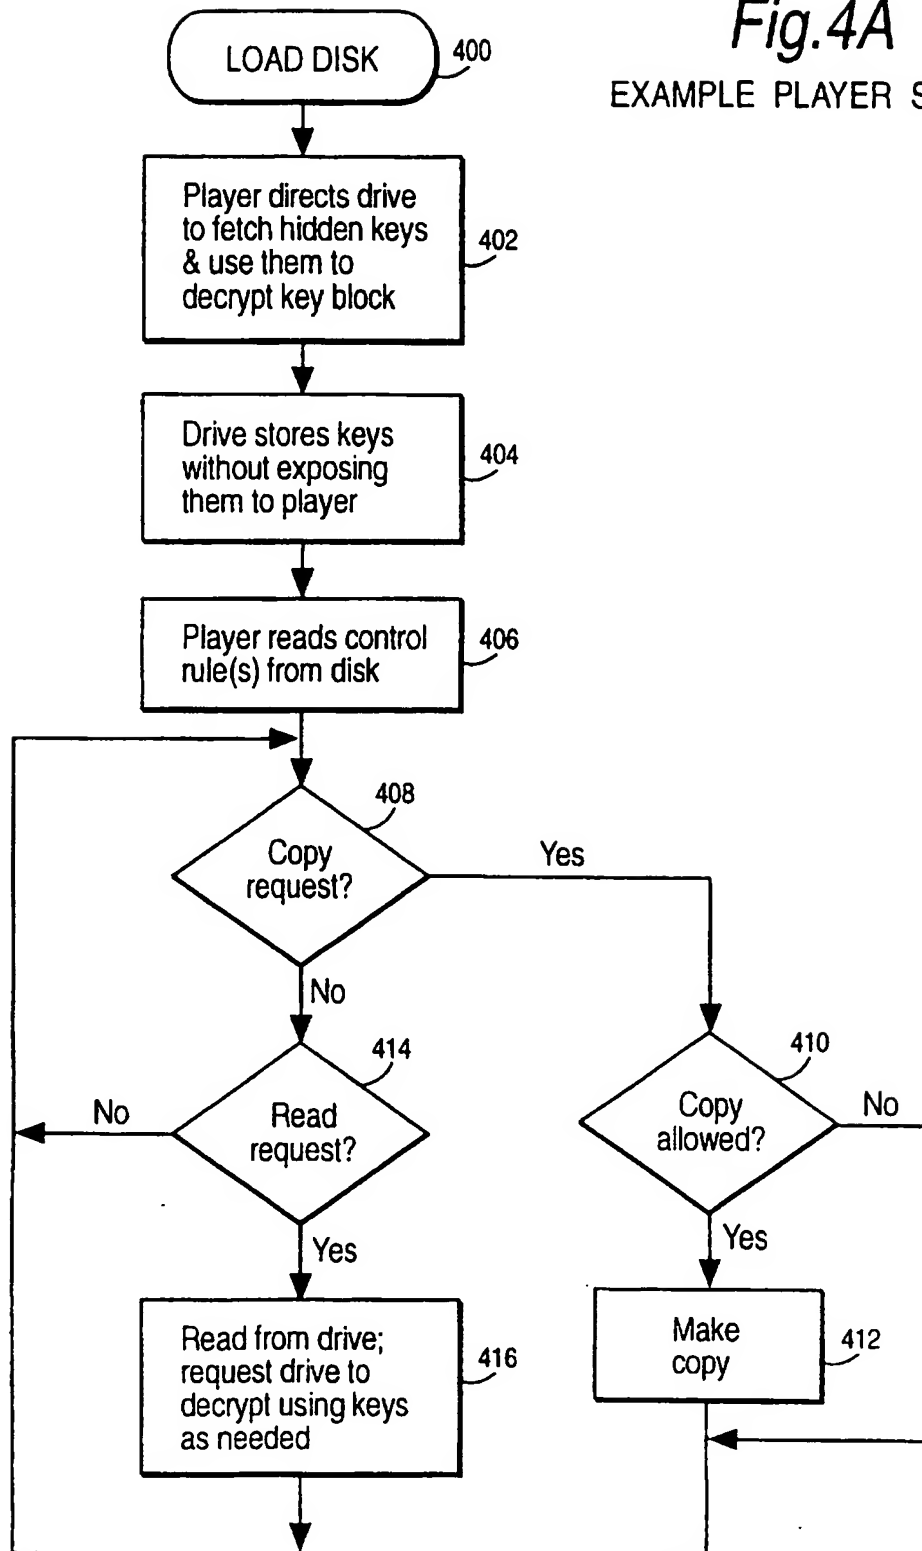 Fig.4A
EXAMPLE PLAYER
LOAD DISK
400
Player directs drive
to fetch hidden keys
& use them to
decrypt key block
402
Drive stores keys
without exposing
them to player
404
Player reads control
rule(s) from disk
406
408
Copy
request?
Yes
No
414
Read
request?
No
410
Copy
allowed?
No
Yes
Yes
Read from drive;
request drive to
decrypt using keys
as needed
416
Make
copy
412